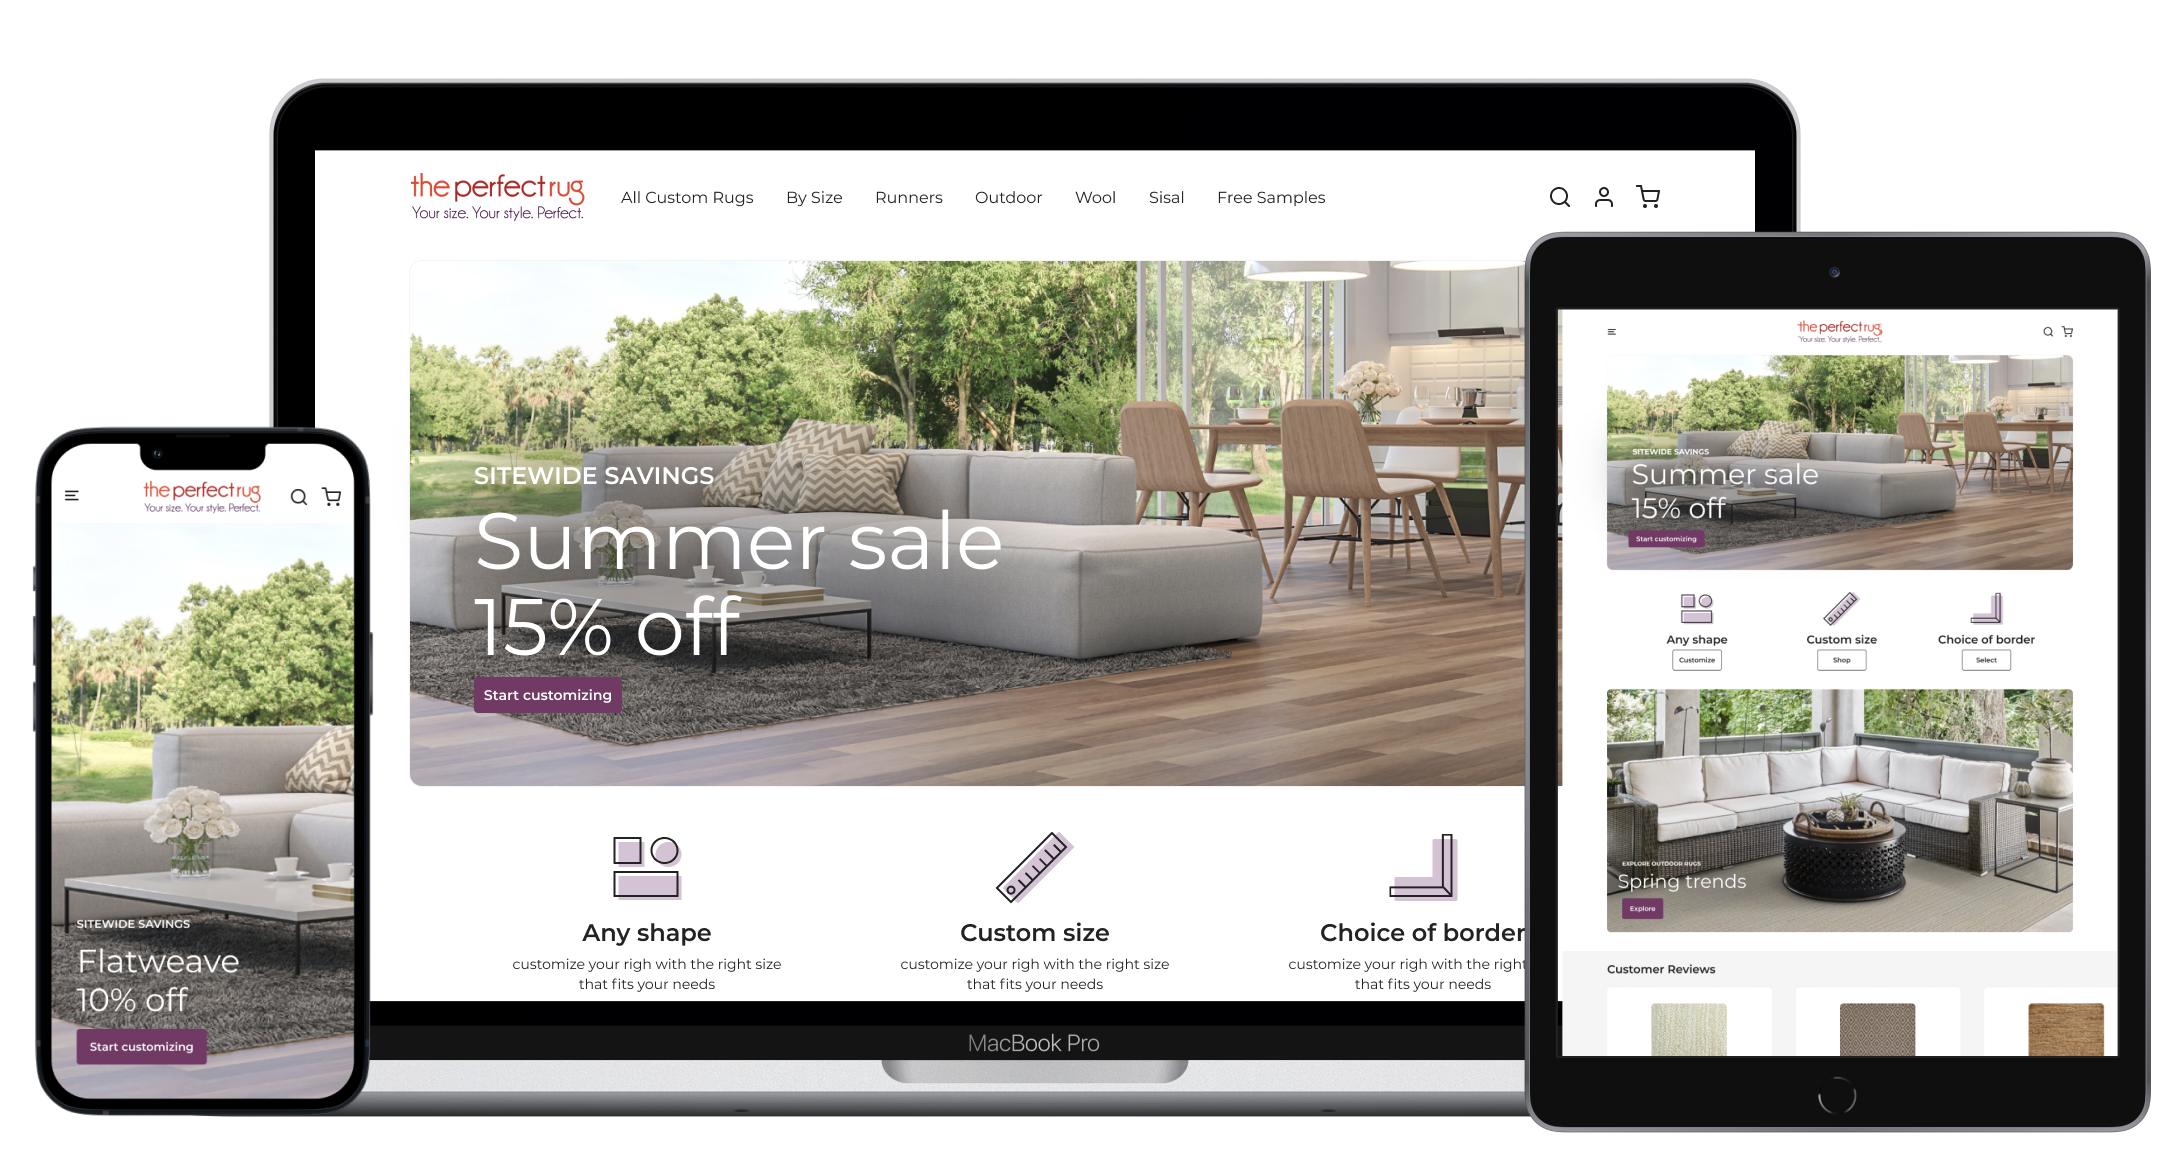 the perfect rug
Your size. Your style. Perfect.
All Custom Rugs By Size Runners Outdoor Wool Sisal Free Samples
SITEWIDE SAVINGS
Summer sale
15% off
Start customizing
Any shape
customize your righ with the right size
that fits your needs
Custom size
customize your righ with the right size
that fits your needs
Choice of border
customize your righ with the right
that fits your needs
MacBook Pro
the perfect rug
Your size. Your style. Perfect.
SITEWIDE SAVINGS
Flatweave
10% off
Start customizing
the perfect rug
Your size. Your style. Perfect.
SITEWIDE SAVINGS
Summer sale
15% off
Start customizing
Any shape
Customize
Custom size
Shop
Choice of border
Select
EXPLORE OUTDOOR RUGS
Spring trends
Explore
Customer Reviews